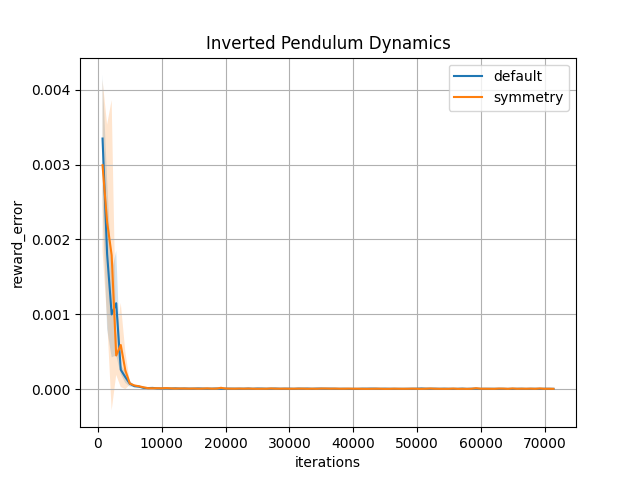 Inverted Pendulum Dynamics
default
symmetry
0.004
0.003
0.002
0.001
0.000
reward_error
0 10000 20000 30000 40000 50000 60000 70000
iterations